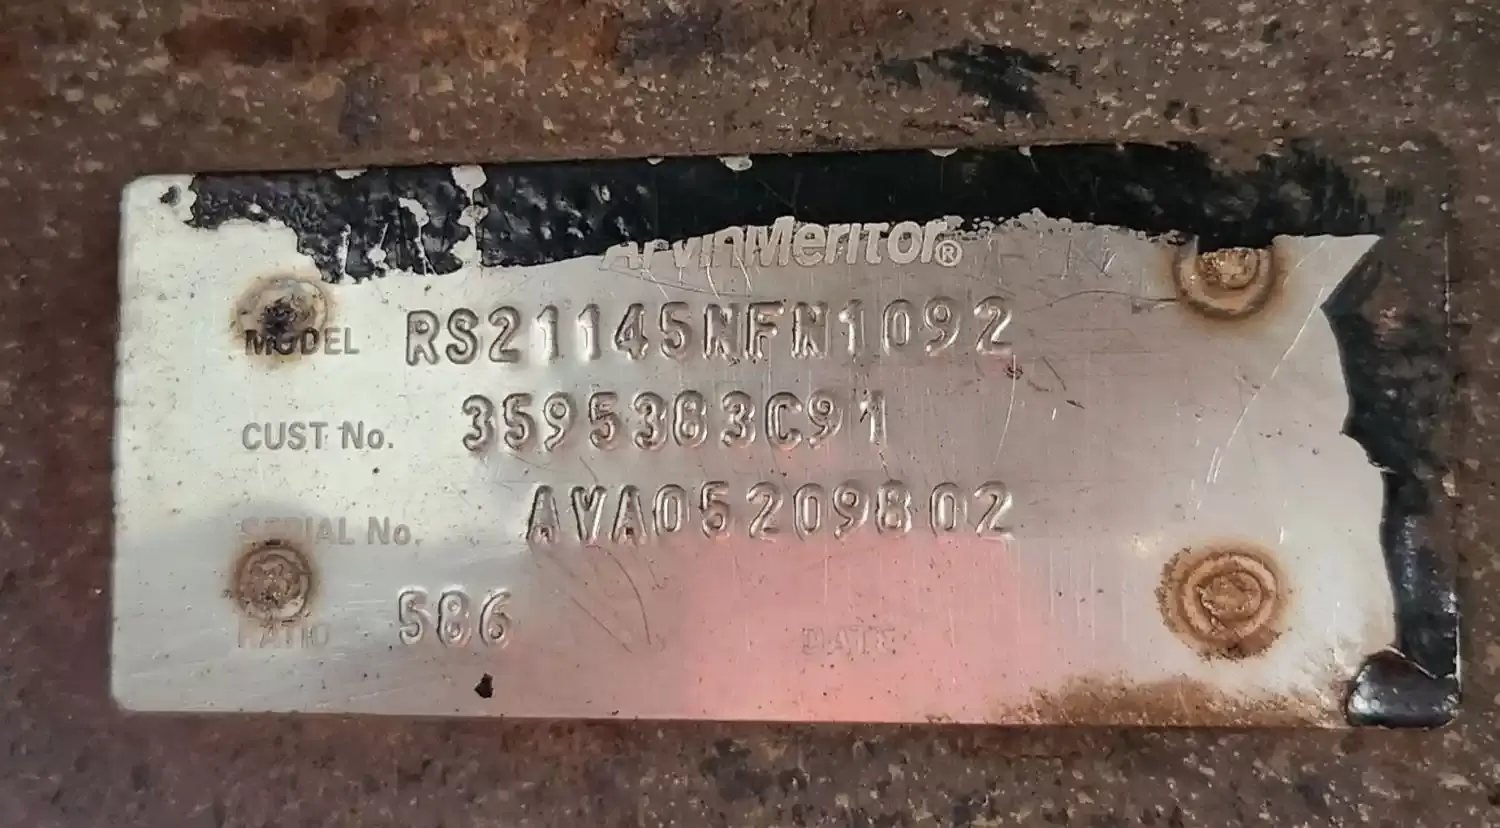 ArvinMeritor®
MODEL RS21145NFN1092
CUST No. 3595383C91
SERIAL No. AVA05209802
RATIO 586 DATE